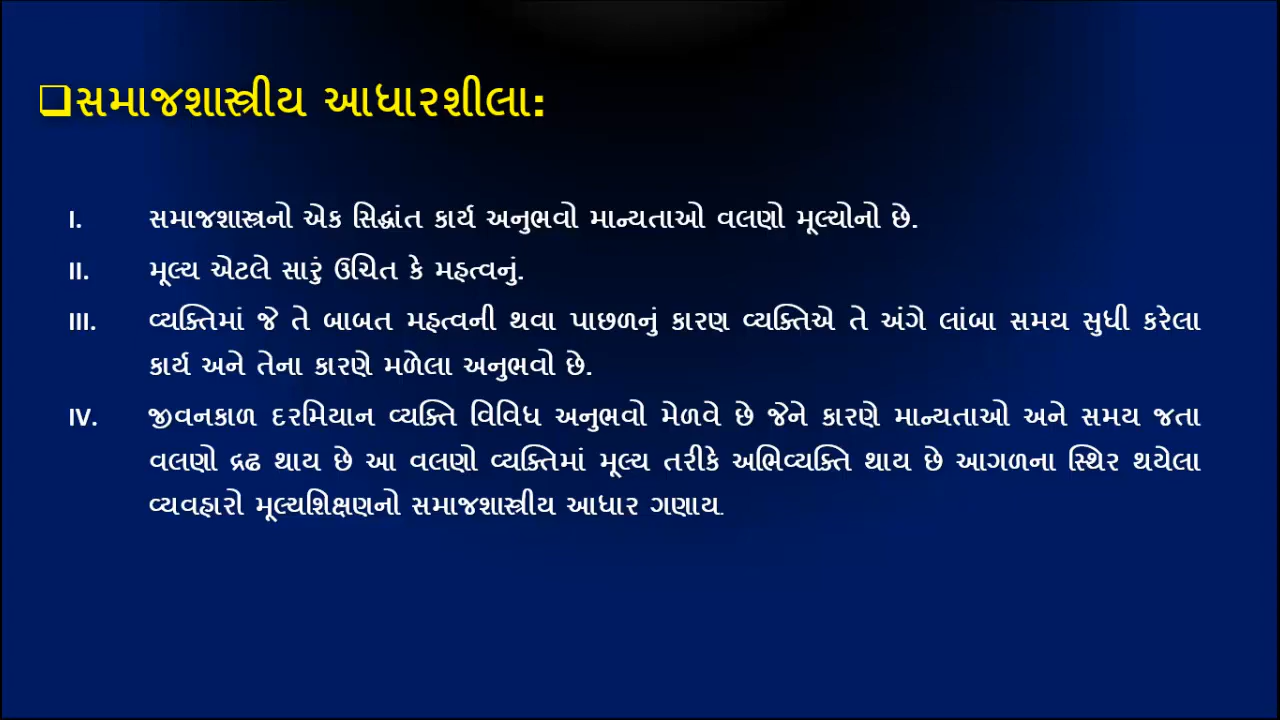 ❑સમાજશાસ્ત્રીય આધારશીલા:
I. સમાજશાસ્ત્રનો એક સિદ્ધાંત કાર્ય અનુભવો માન્યતાઓ વલણો મૂલ્યોનો છે.
II. મૂલ્ય એટલે સારું ઉચિત કે મહત્વનું.
III. વ્યક્તિમાં જે તે બાબત મહત્વની થવા પાછળનું કારણ વ્યક્તિએ તે અંગે લાંબા સમય સુધી કરેલા
કાર્ય અને તેના કારણે મળેલા અનુભવો છે.
IV. જીવનકાળ દરમિયાન વ્યક્તિ વિવિધ અનુભવો મેળવે છે જેને કારણે માન્યતાઓ અને સમય જતા
વલણો દ્રઢ થાય છે આ વલણો વ્યક્તિમાં મૂલ્ય તરીકે અભિવ્યક્તિ થાય છે આગળના સ્થિર થયેલા
વ્યવહારો મૂલ્યશિક્ષણનો સમાજશાસ્ત્રીય આધાર ગણાય.